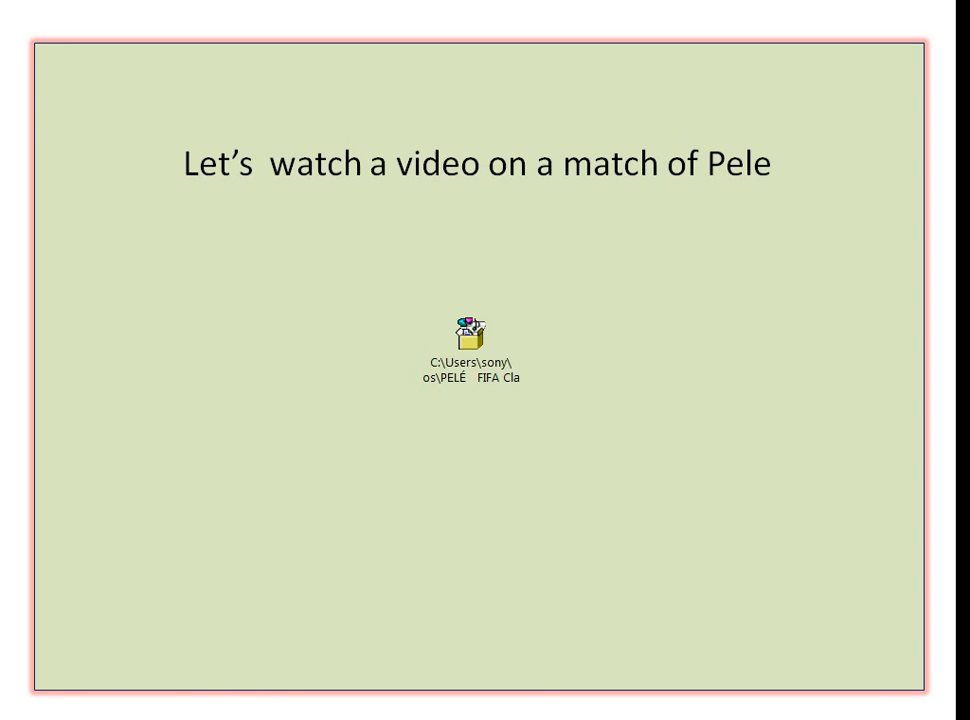 Let's  watch a video on a match of Pele
C:\Users\sony\
os\PELÉ   FIFA Cla